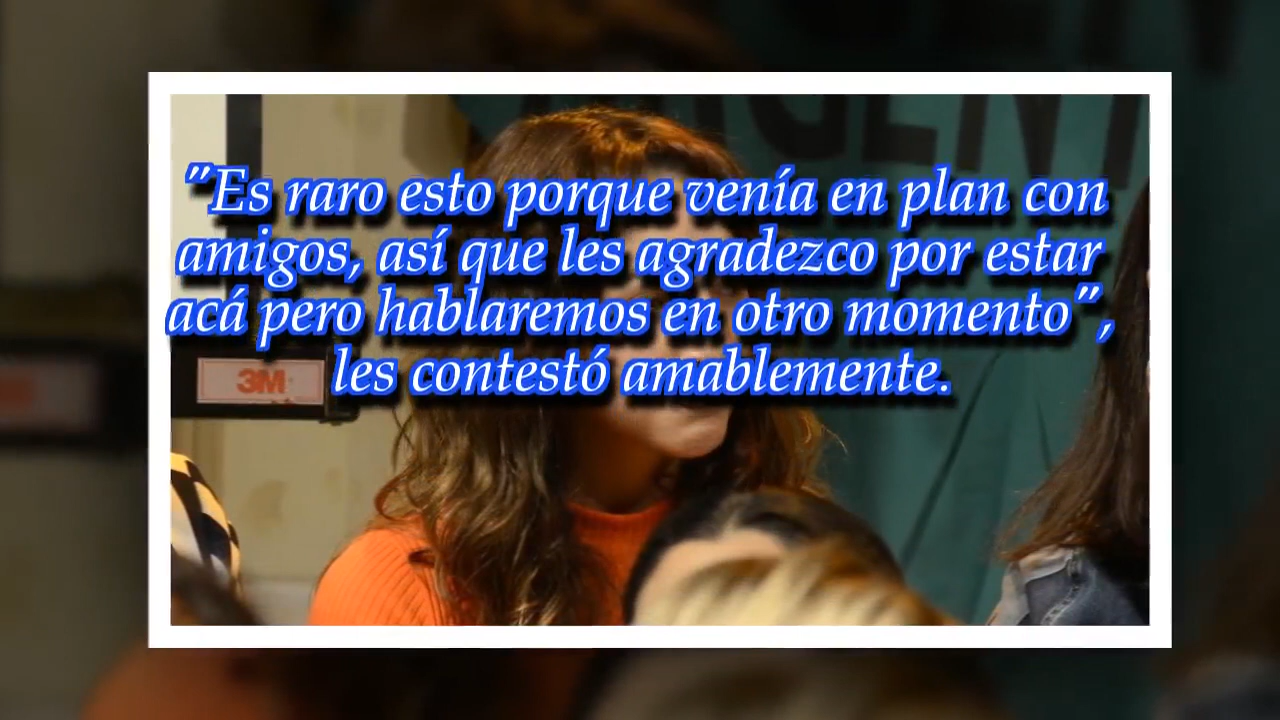 AGENT
"Es raro esto porque venía en plan con
amigos, así que les agradezco por estar
acá pero hablaremos en otro momento",
les contestó amablemente.
3M